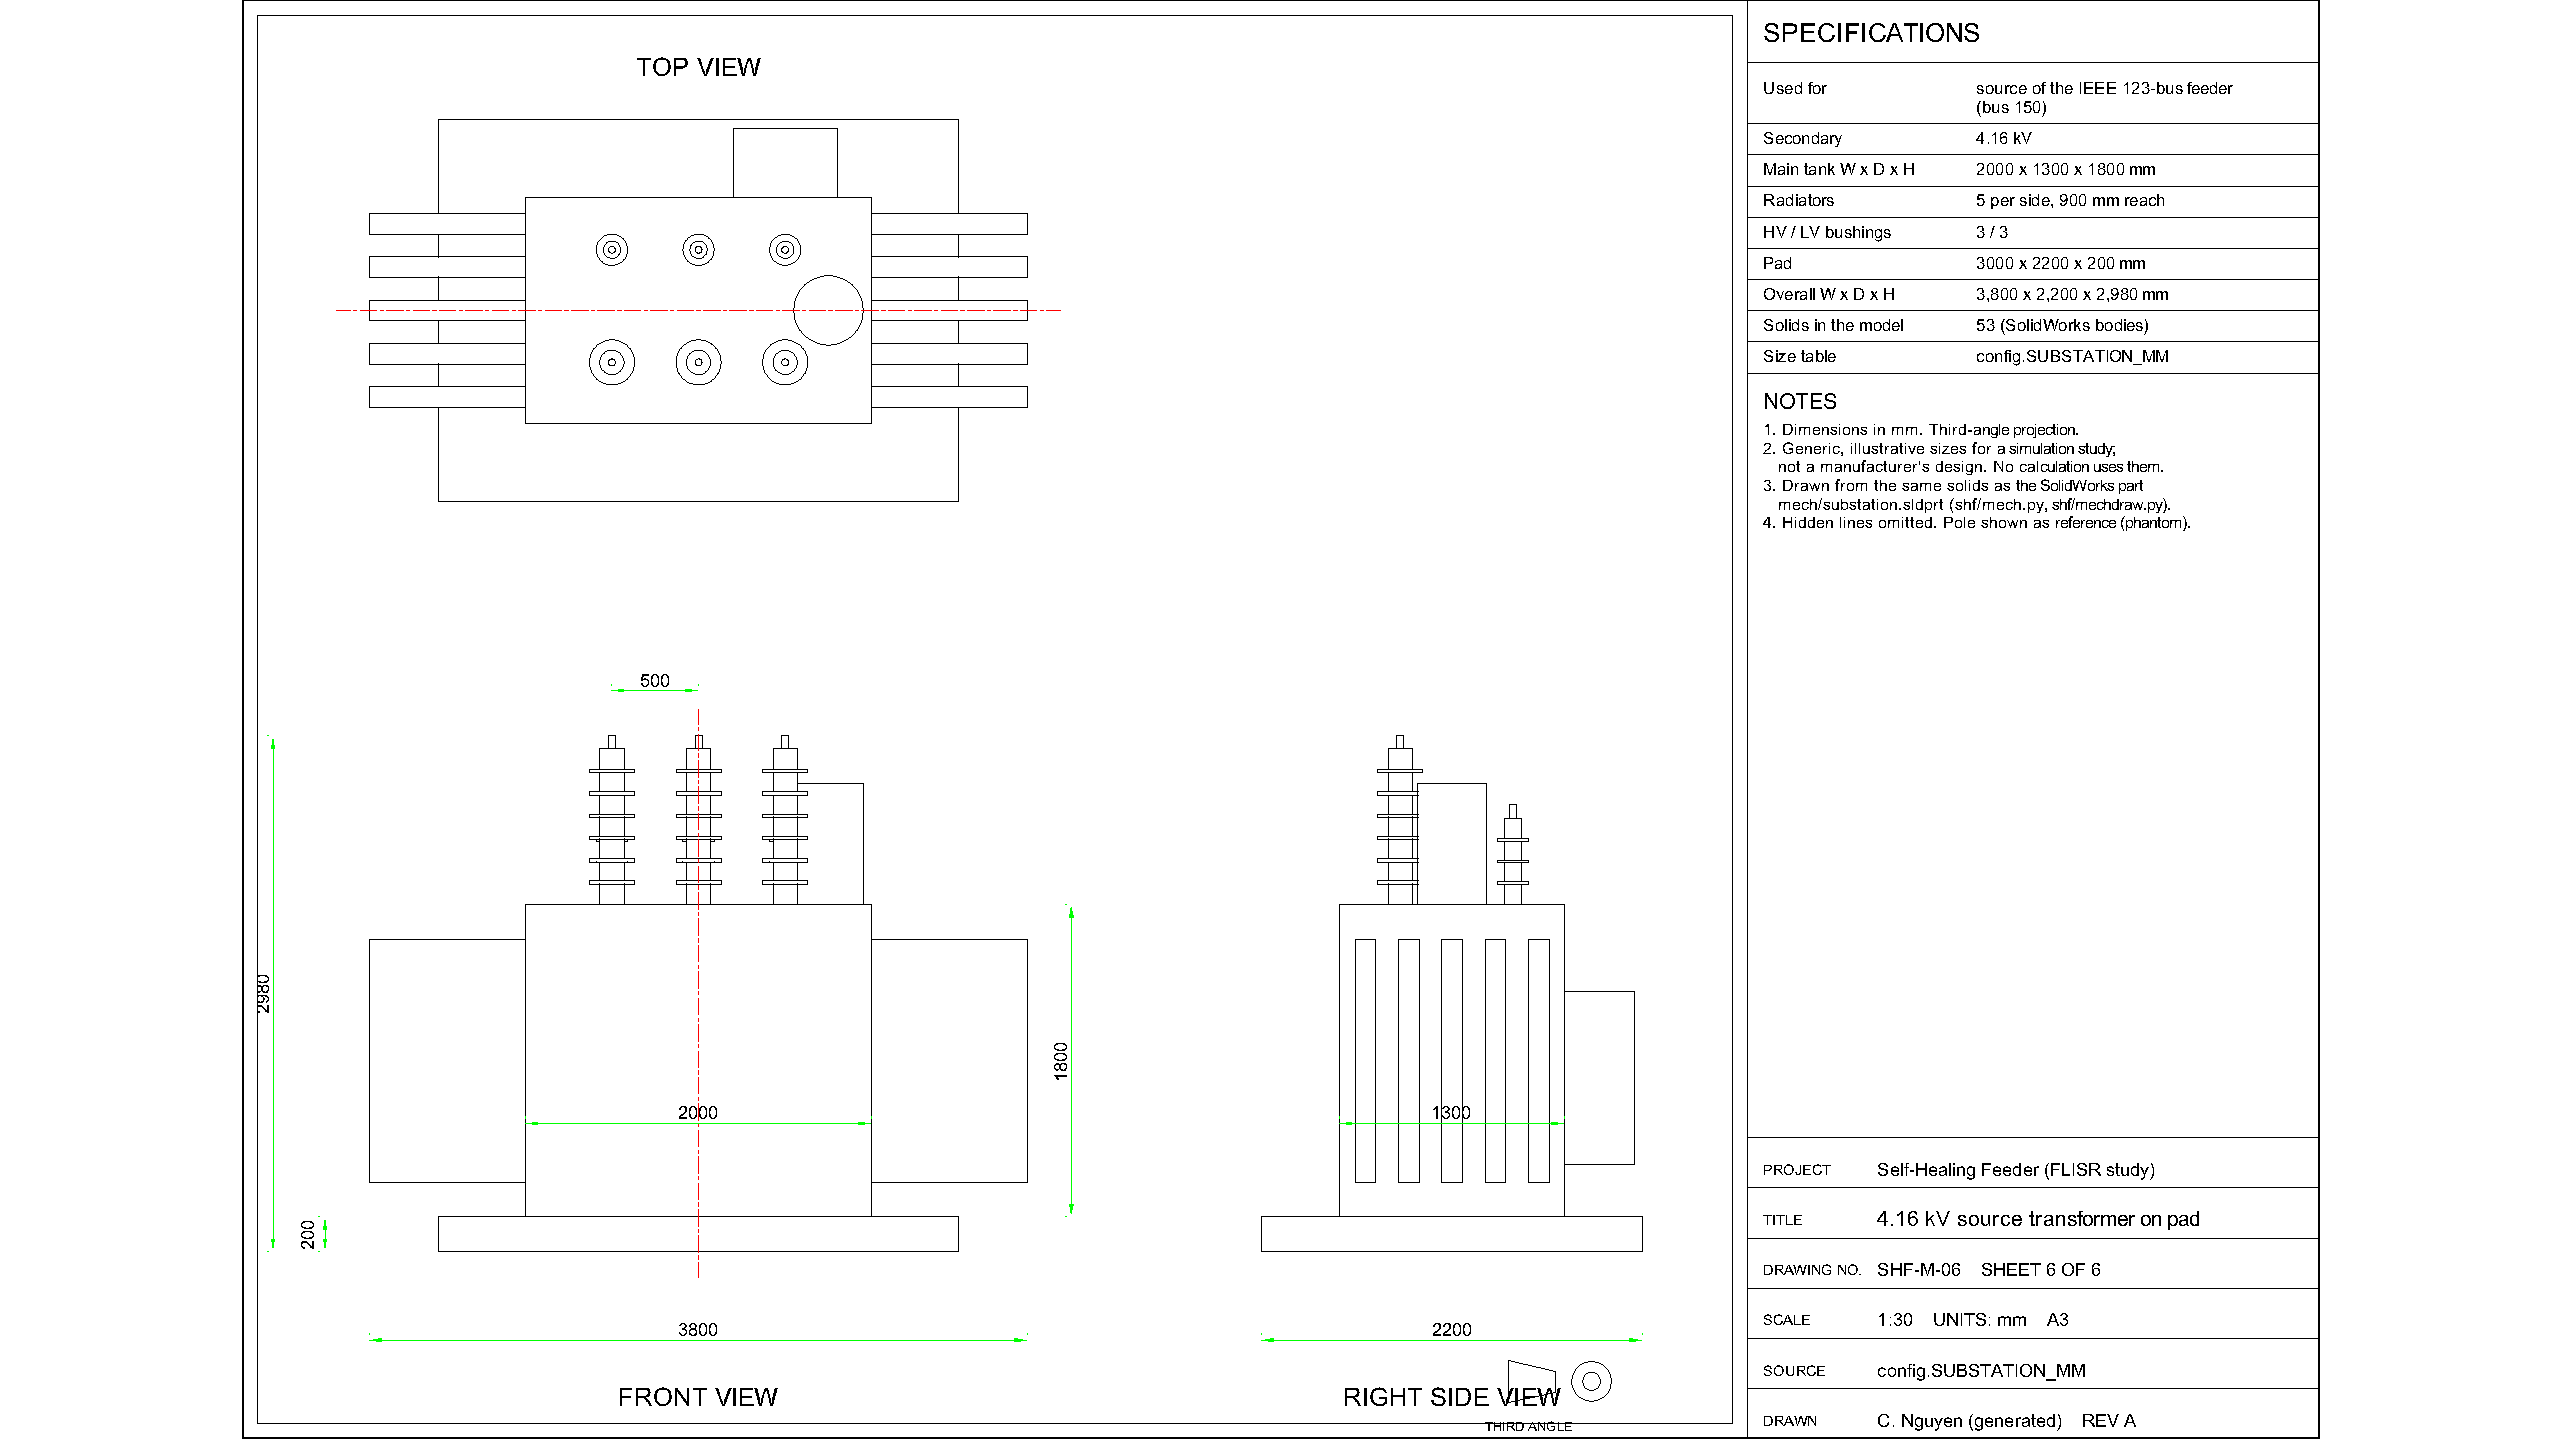 TOP VIEW
500
2980
1800
2000
1300
200
3800
2200
FRONT VIEW
RIGHT SIDE VIEW
THIRD ANGLE
SPECIFICATIONS
Used for source of the IEEE 123-bus feeder
(bus 150)
Secondary 4.16 kV
Main tank W x D x H 2000 x 1300 x 1800 mm
Radiators 5 per side, 900 mm reach
HV / LV bushings 3 / 3
Pad 3000 x 2200 x 200 mm
Overall W x D x H 3,800 x 2,200 x 2,980 mm
Solids in the model 53 (SolidWorks bodies)
Size table config.SUBSTATION_MM
NOTES
1. Dimensions in mm. Third-angle projection.
2. Generic, illustrative sizes for a simulation study;
not a manufacturer's design. No calculation uses them.
3. Drawn from the same solids as the SolidWorks part
mech/substation.sldprt (shf/mech.py, shf/mechdraw.py).
4. Hidden lines omitted. Pole shown as reference (phantom).
PROJECT Self-Healing Feeder (FLISR study)
TITLE 4.16 kV source transformer on pad
DRAWING NO. SHF-M-06 SHEET 6 OF 6
SCALE 1:30 UNITS: mm A3
SOURCE config.SUBSTATION_MM
DRAWN C. Nguyen (generated) REV A